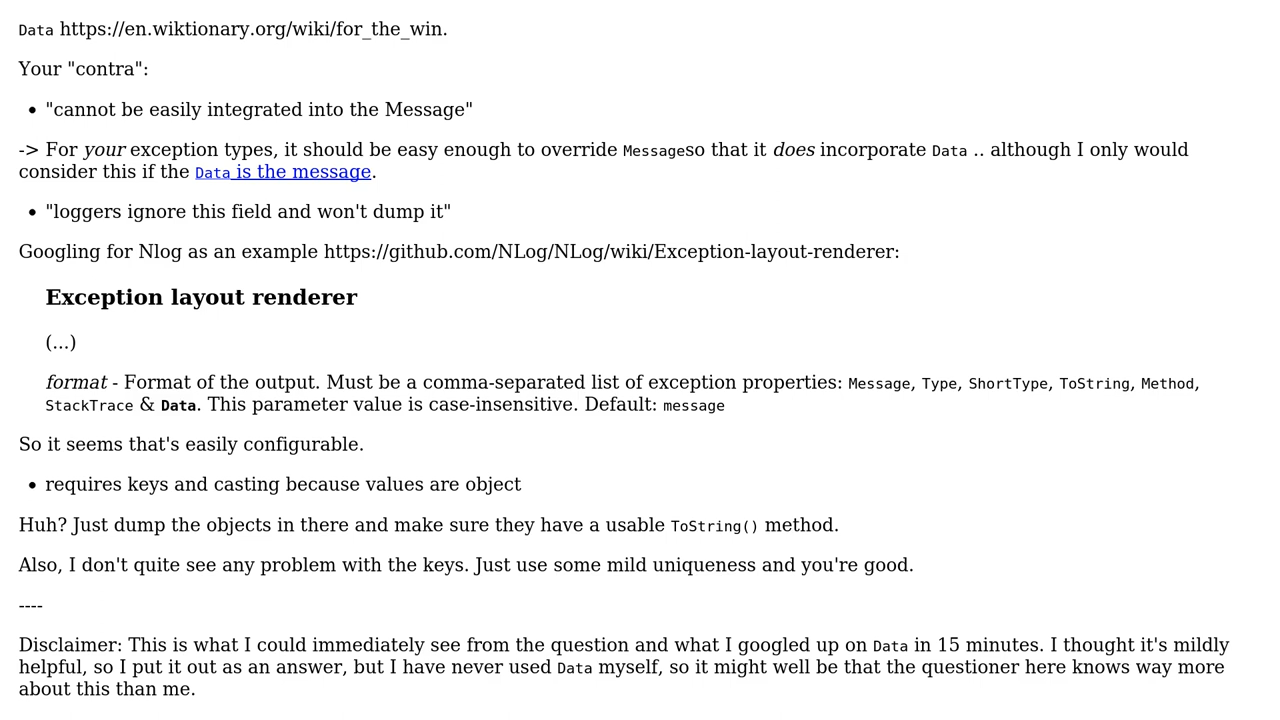 Data https://en.wiktionary.org/wiki/for_the_win.
Your "contra":
• "cannot be easily integrated into the Message"
-> For your exception types, it should be easy enough to override Messageso that it does incorporate Data .. although I only would
consider this if the Data is the message.
• "loggers ignore this field and won't dump it"
Googling for Nlog as an example https://github.com/NLog/NLog/wiki/Exception-layout-renderer:
Exception layout renderer
(...)
format - Format of the output. Must be a comma-separated list of exception properties: Message, Type, ShortType, ToString, Method,
StackTrace & Data. This parameter value is case-insensitive. Default: message
So it seems that's easily configurable.
• requires keys and casting because values are object
Huh? Just dump the objects in there and make sure they have a usable ToString() method.
Also, I don't quite see any problem with the keys. Just use some mild uniqueness and you're good.
----
Disclaimer: This is what I could immediately see from the question and what I googled up on Data in 15 minutes. I thought it's mildly
helpful, so I put it out as an answer, but I have never used Data myself, so it might well be that the questioner here knows way more
about this than me.